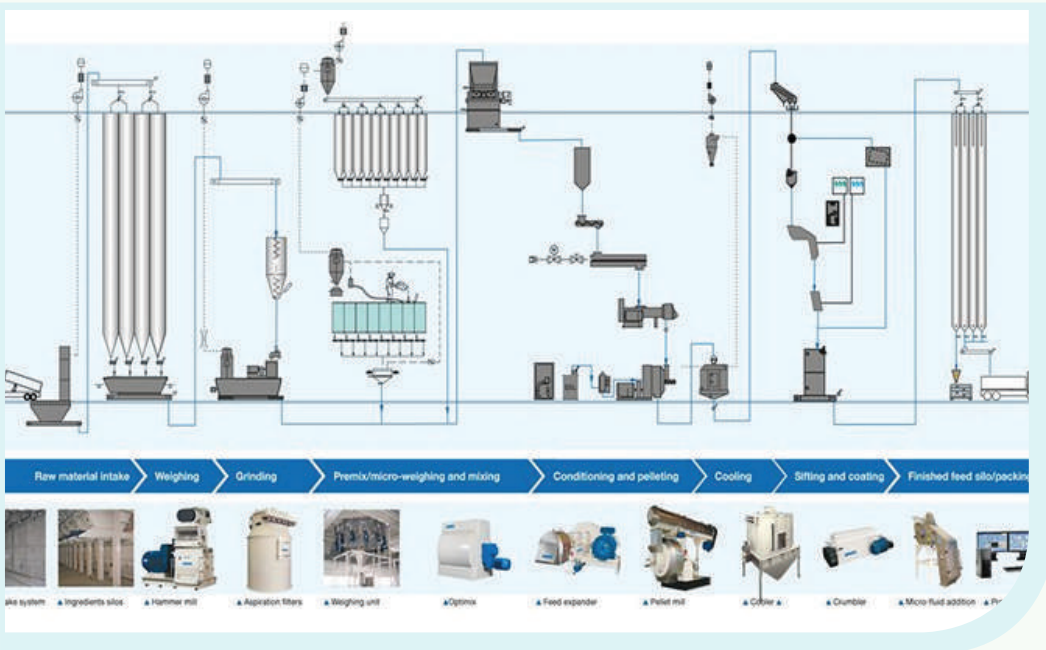 Raw material intake
Weighing
Grinding
Premix/micro-weighing and mixing
Conditioning and pelleting
Cooling
Sifting and coating
Finished feed silo/packing
ake system
▲ Ingredients silos
▲ Hammer mill
▲ Aspiration filters
▲ Weighing unit
▲Optimix
▲ Feed expander
▲ Pellet mill
▲ Cooler ▲
▲ Crumbler
▲ Micro-fluid addition